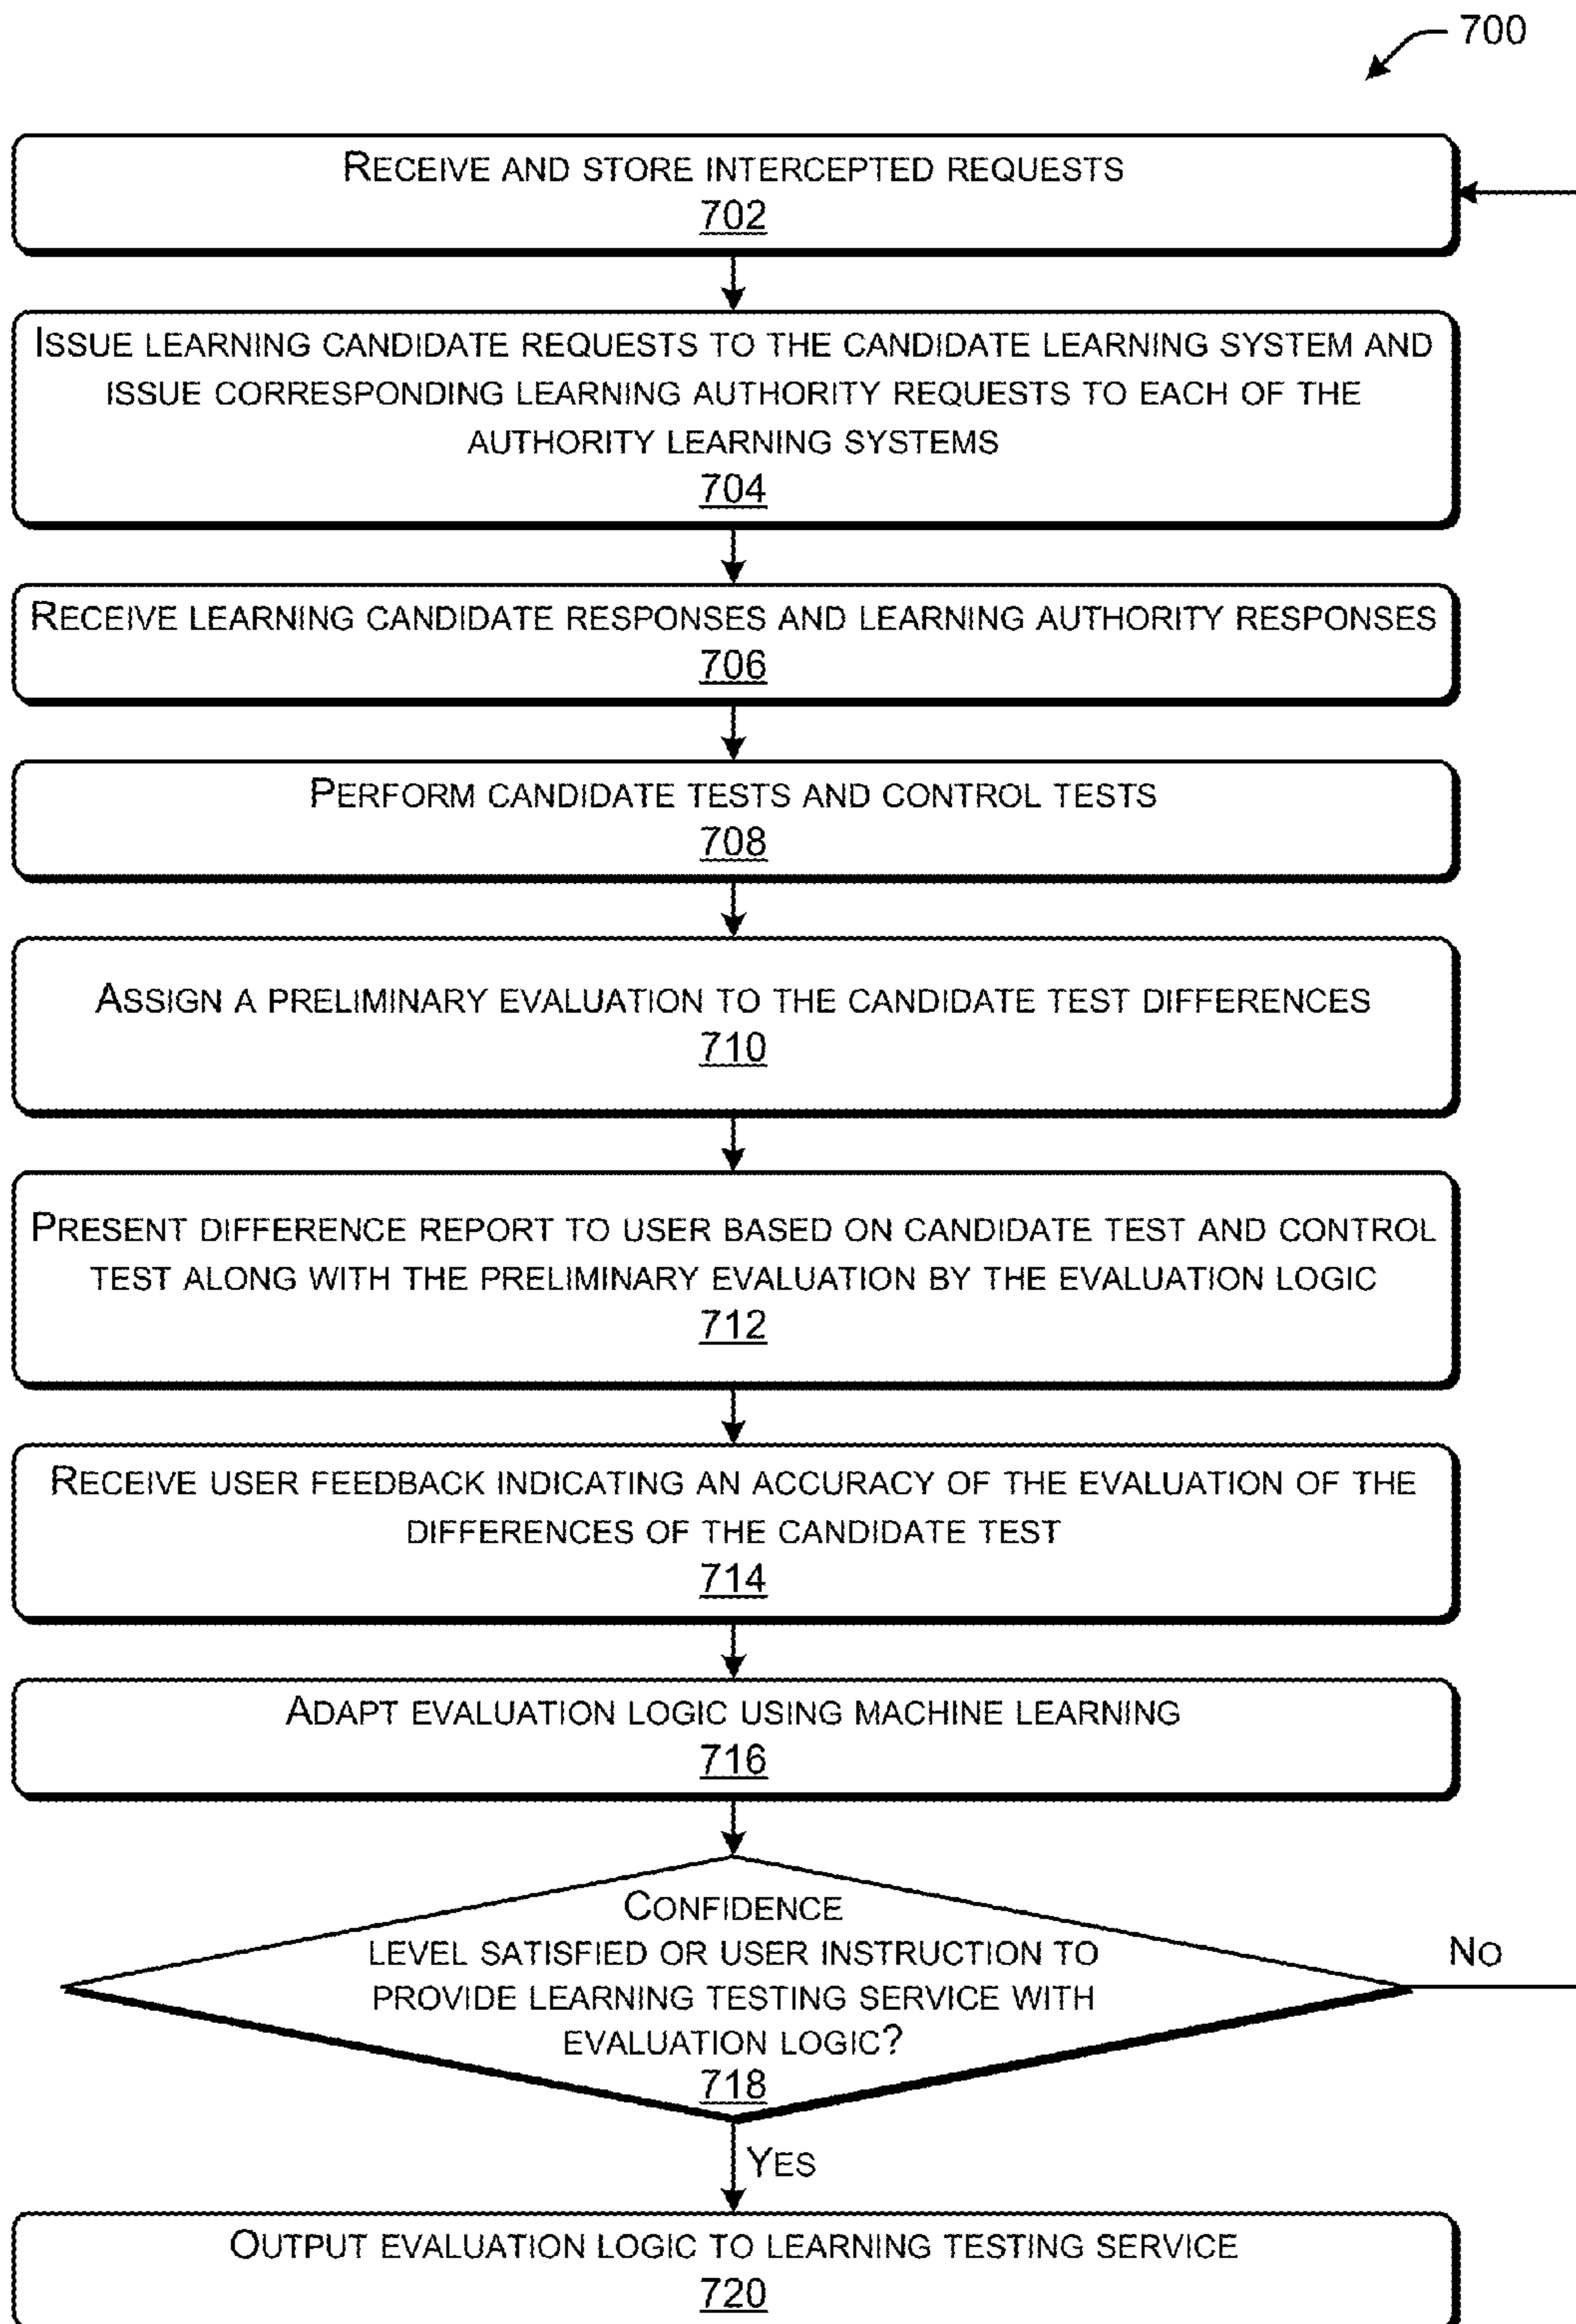 700
RECEIVE AND STORE INTERCEPTED REQUESTS
702
ISSUE LEARNING CANDIDATE REQUESTS TO THE CANDIDATE LEARNING SYSTEM AND
ISSUE CORRESPONDING LEARNING AUTHORITY REQUESTS TO EACH OF THE
AUTHORITY LEARNING SYSTEMS
704
RECEIVE LEARNING CANDIDATE RESPONSES AND LEARNING AUTHORITY RESPONSES
706
PERFORM CANDIDATE TESTS AND CONTROL TESTS
708
ASSIGN A PRELIMINARY EVALUATION TO THE CANDIDATE TEST DIFFERENCES
710
PRESENT DIFFERENCE REPORT TO USER BASED ON CANDIDATE TEST AND CONTROL
TEST ALONG WITH THE PRELIMINARY EVALUATION BY THE EVALUATION LOGIC
712
RECEIVE USER FEEDBACK INDICATING AN ACCURACY OF THE EVALUATION OF THE
DIFFERENCES OF THE CANDIDATE TEST
714
ADAPT EVALUATION LOGIC USING MACHINE LEARNING
716
CONFIDENCE
LEVEL SATISFIED OR USER INSTRUCTION TO
PROVIDE LEARNING TESTING SERVICE WITH
EVALUATION LOGIC?
718
NO
YES
OUTPUT EVALUATION LOGIC TO LEARNING TESTING SERVICE
720